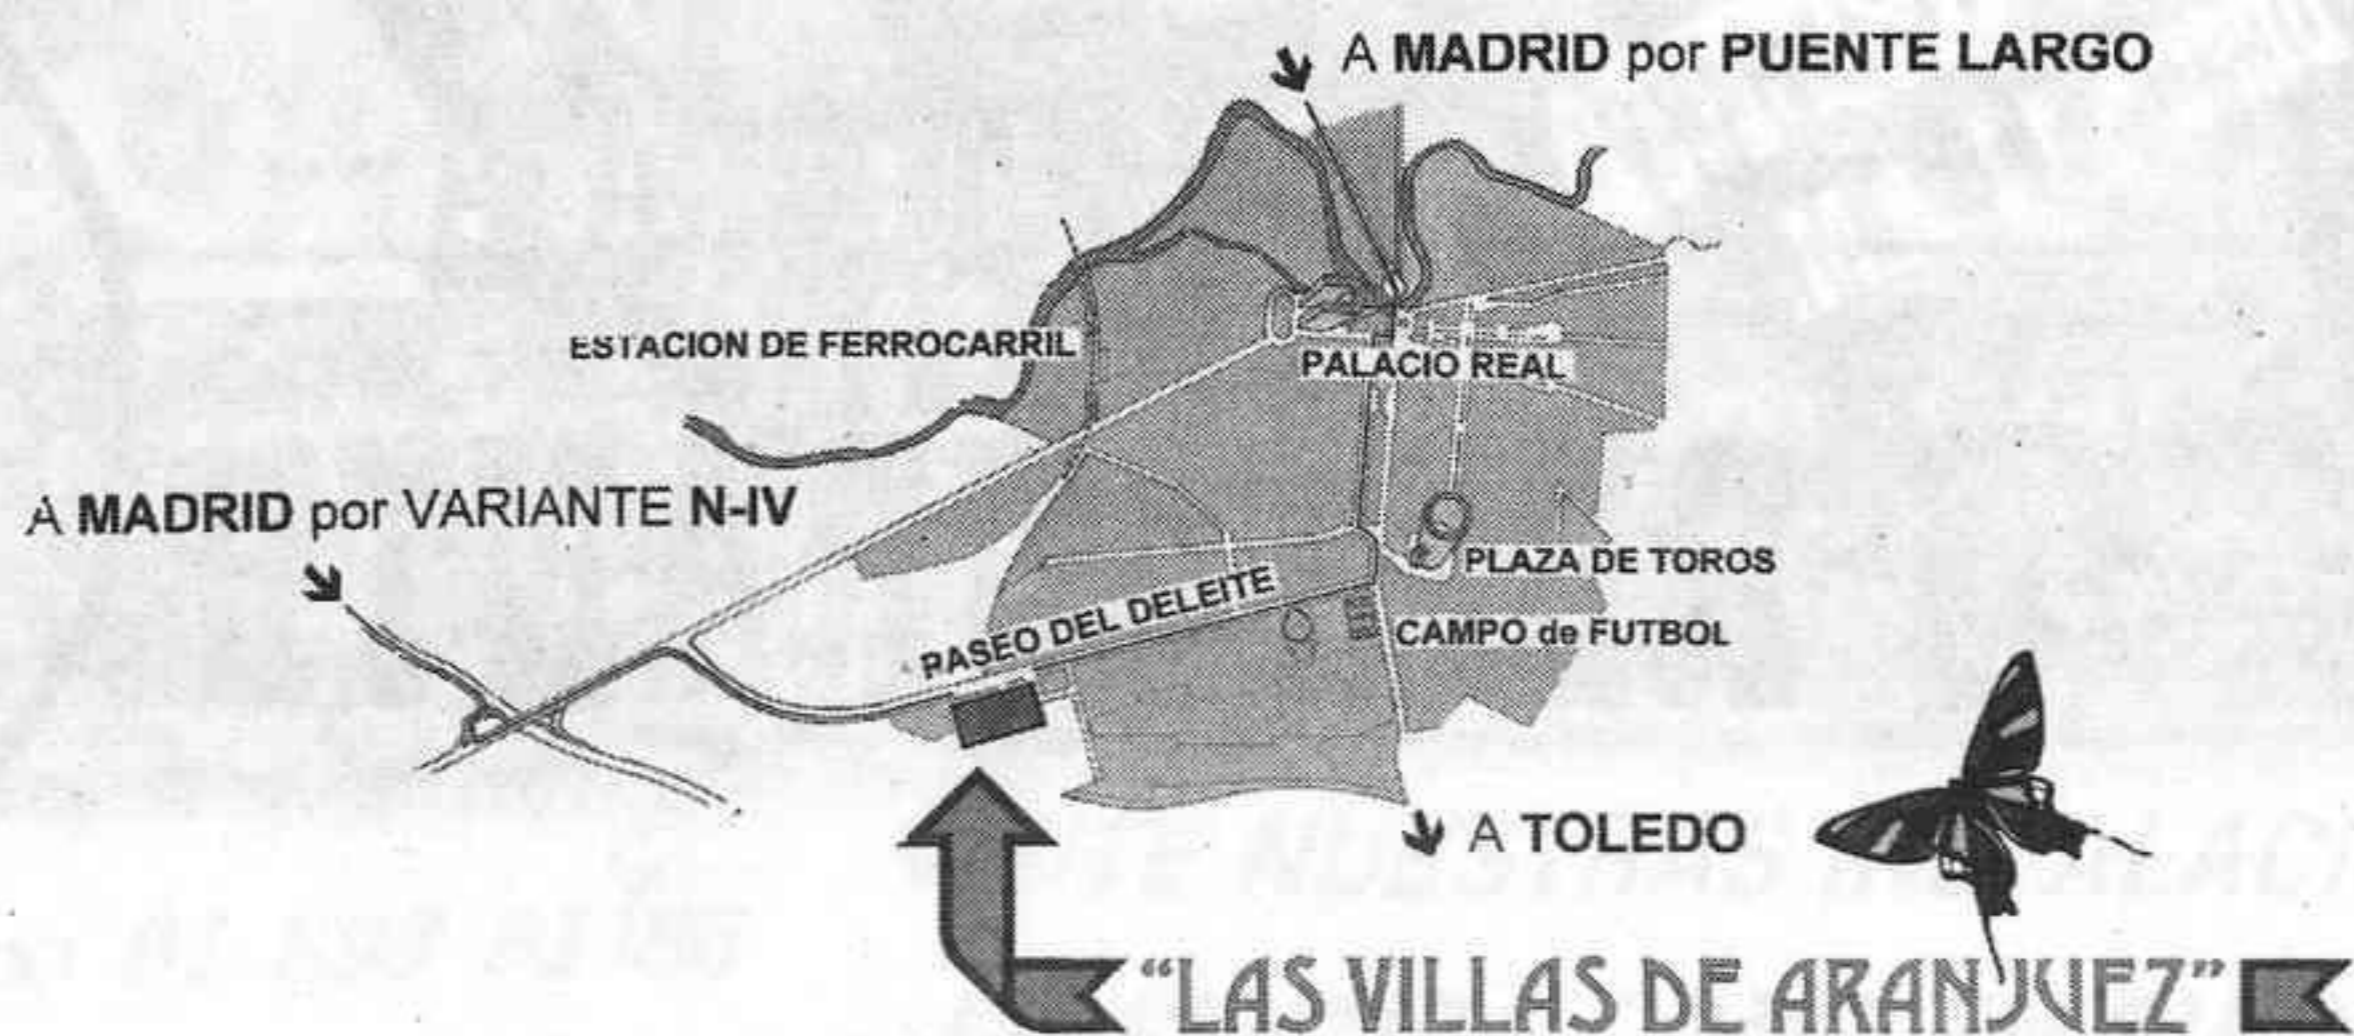 A MADRID por PUENTE LARGO
ESTACION DE FERROCARRIL
PALACIO REAL
A MADRID por VARIANTE N-IV
PLAZA DE TOROS
PASEO DEL DELEITE
CAMPO de FUTBOL
A TOLEDO
"LAS VILLAS DE ARANJUEZ"